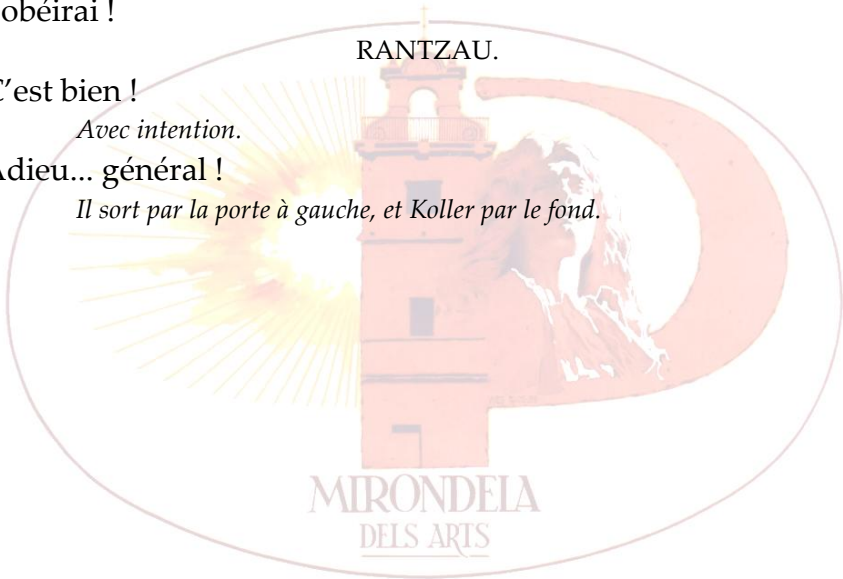 obéirai !
RANTZAU.
C'est bien !
Avec intention.
Adieu... général !
Il sort par la porte à gauche, et Koller par le fond.
MIRONDELA
DELS ARTS